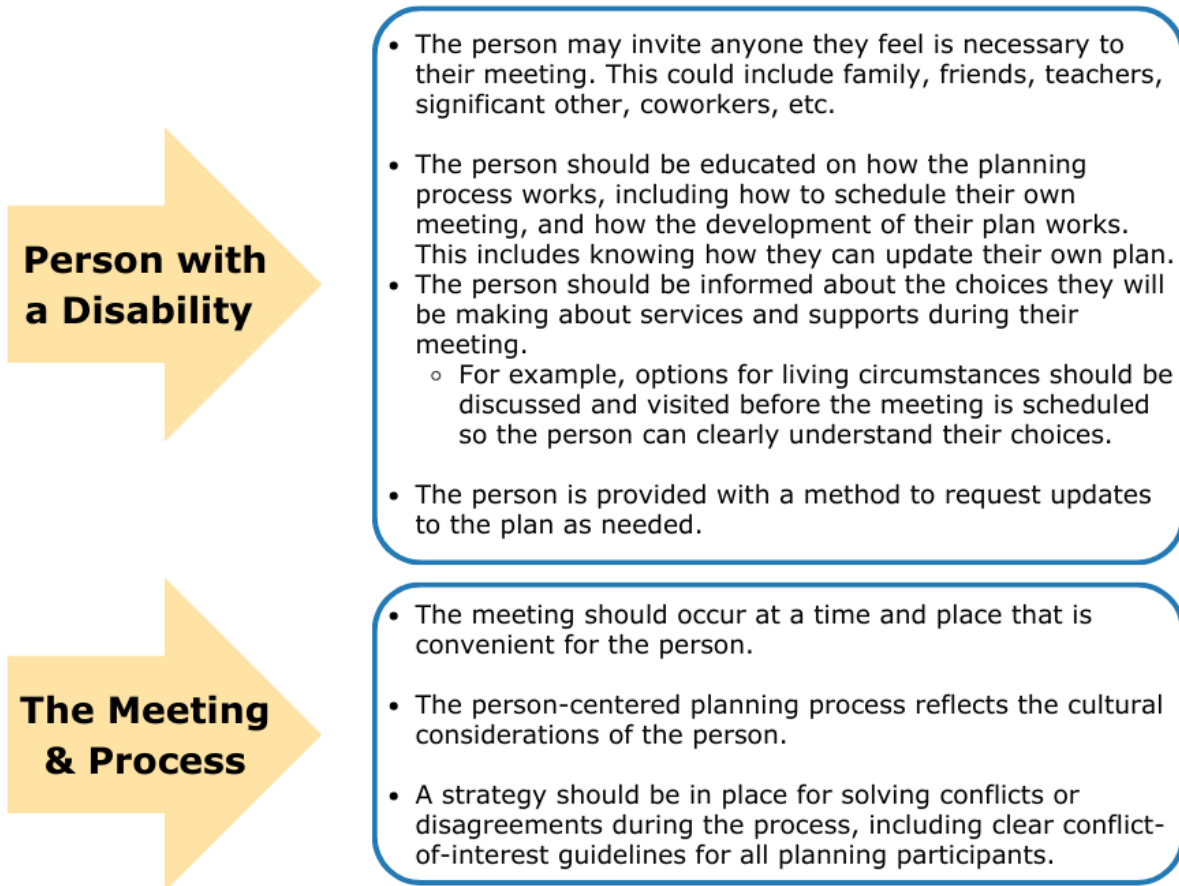 Person with
a Disability
• The person may invite anyone they feel is necessary to
their meeting. This could include family, friends, teachers,
significant other, coworkers, etc.
• The person should be educated on how the planning
process works, including how to schedule their own
meeting, and how the development of their plan works.
This includes knowing how they can update their own plan.
• The person should be informed about the choices they will
be making about services and supports during their
meeting.
◦ For example, options for living circumstances should be
discussed and visited before the meeting is scheduled
so the person can clearly understand their choices.
• The person is provided with a method to request updates
to the plan as needed.
The Meeting
& Process
• The meeting should occur at a time and place that is
convenient for the person.
• The person-centered planning process reflects the cultural
considerations of the person.
• A strategy should be in place for solving conflicts or
disagreements during the process, including clear conflict-
of-interest guidelines for all planning participants.